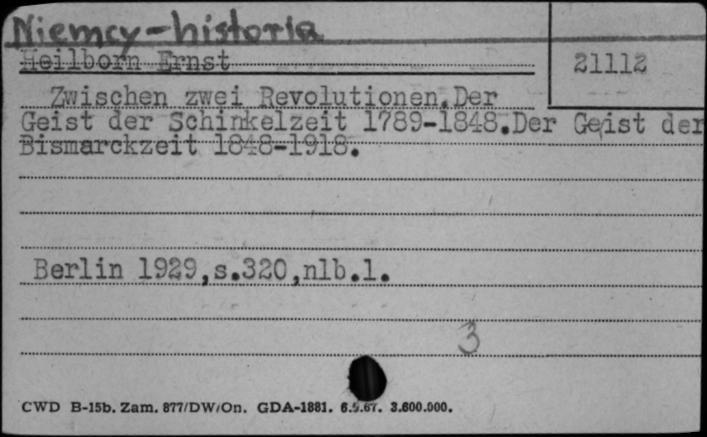 Niemcy-historia
Heilborn Ernst
21112
Zwischen zwei Revolutionen.Der
Geist der Schinkelzeit 1789-1848.Der Geist der
Bismarckzeit 1848-1918.
Berlin 1929,s.320,nlb.1.
3
CWD B-15b. Zam. 877/DW/On. GDA-1881. 6.9.67. 3.600.000.